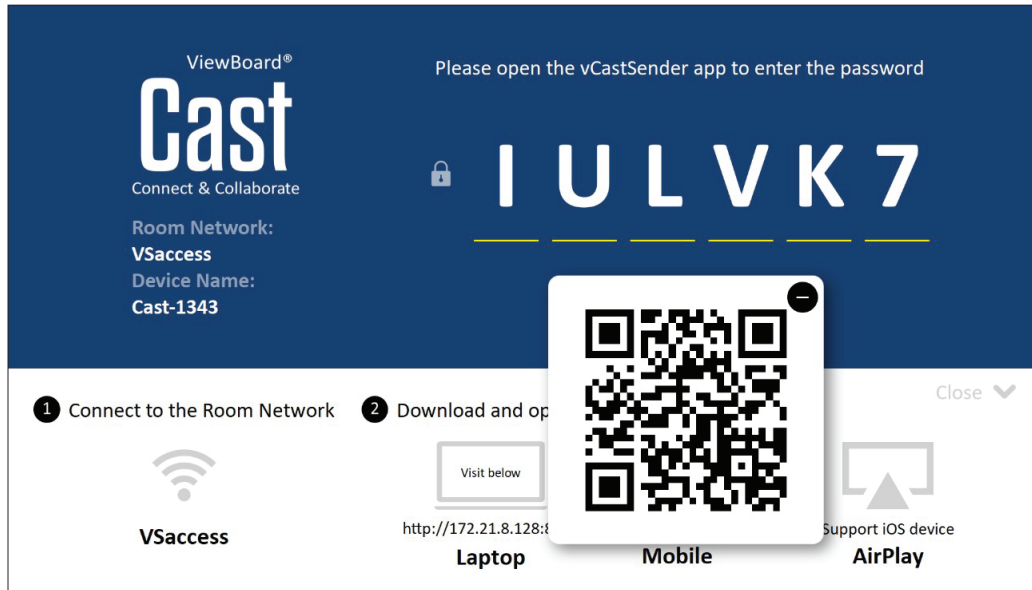 ViewBoard®
Cast
Connect & Collaborate
Room Network:
VSaccess
Device Name:
Cast-1343
Please open the vCastSender app to enter the password
I U L V K 7
Close
1 Connect to the Room Network
2 Download and op
VSaccess
Visit below
http://172.21.8.128:8
Laptop
Mobile
Support iOS device
AirPlay